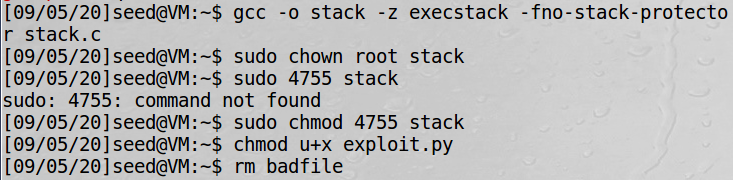 [09/05/20]seed@VM:~$ gcc -o stack -z execstack -fno-stack-protecto
r stack.c
[09/05/20]seed@VM:~$ sudo chown root stack
[09/05/20]seed@VM:~$ sudo 4755 stack
sudo: 4755: command not found
[09/05/20]seed@VM:~$ sudo chmod 4755 stack
[09/05/20]seed@VM:~$ chmod u+x exploit.py
[09/05/20]seed@VM:~$ rm badfile